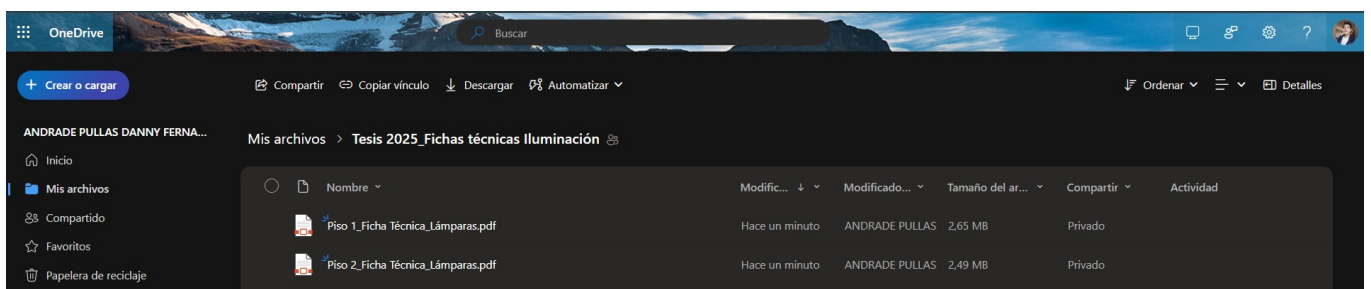 OneDrive
Buscar
Crear o cargar
Compartir Copiar vínculo Descargar Automatizar
Ordenar Detalles
ANDRADE PULLAS DANNY FERNA...
Mis archivos > Tesis 2025_Fichas técnicas Iluminación
Inicio
Mis archivos
Compartido
Favoritos
Papelera de reciclaje
Nombre Modific... ↓ Modificado... Tamaño del ar... Compartir Actividad
Piso 1_Ficha Técnica_Lámparas.pdf Hace un minuto ANDRADE PULLAS 2,65 MB Privado
Piso 2_Ficha Técnica_Lámparas.pdf Hace un minuto ANDRADE PULLAS 2,49 MB Privado